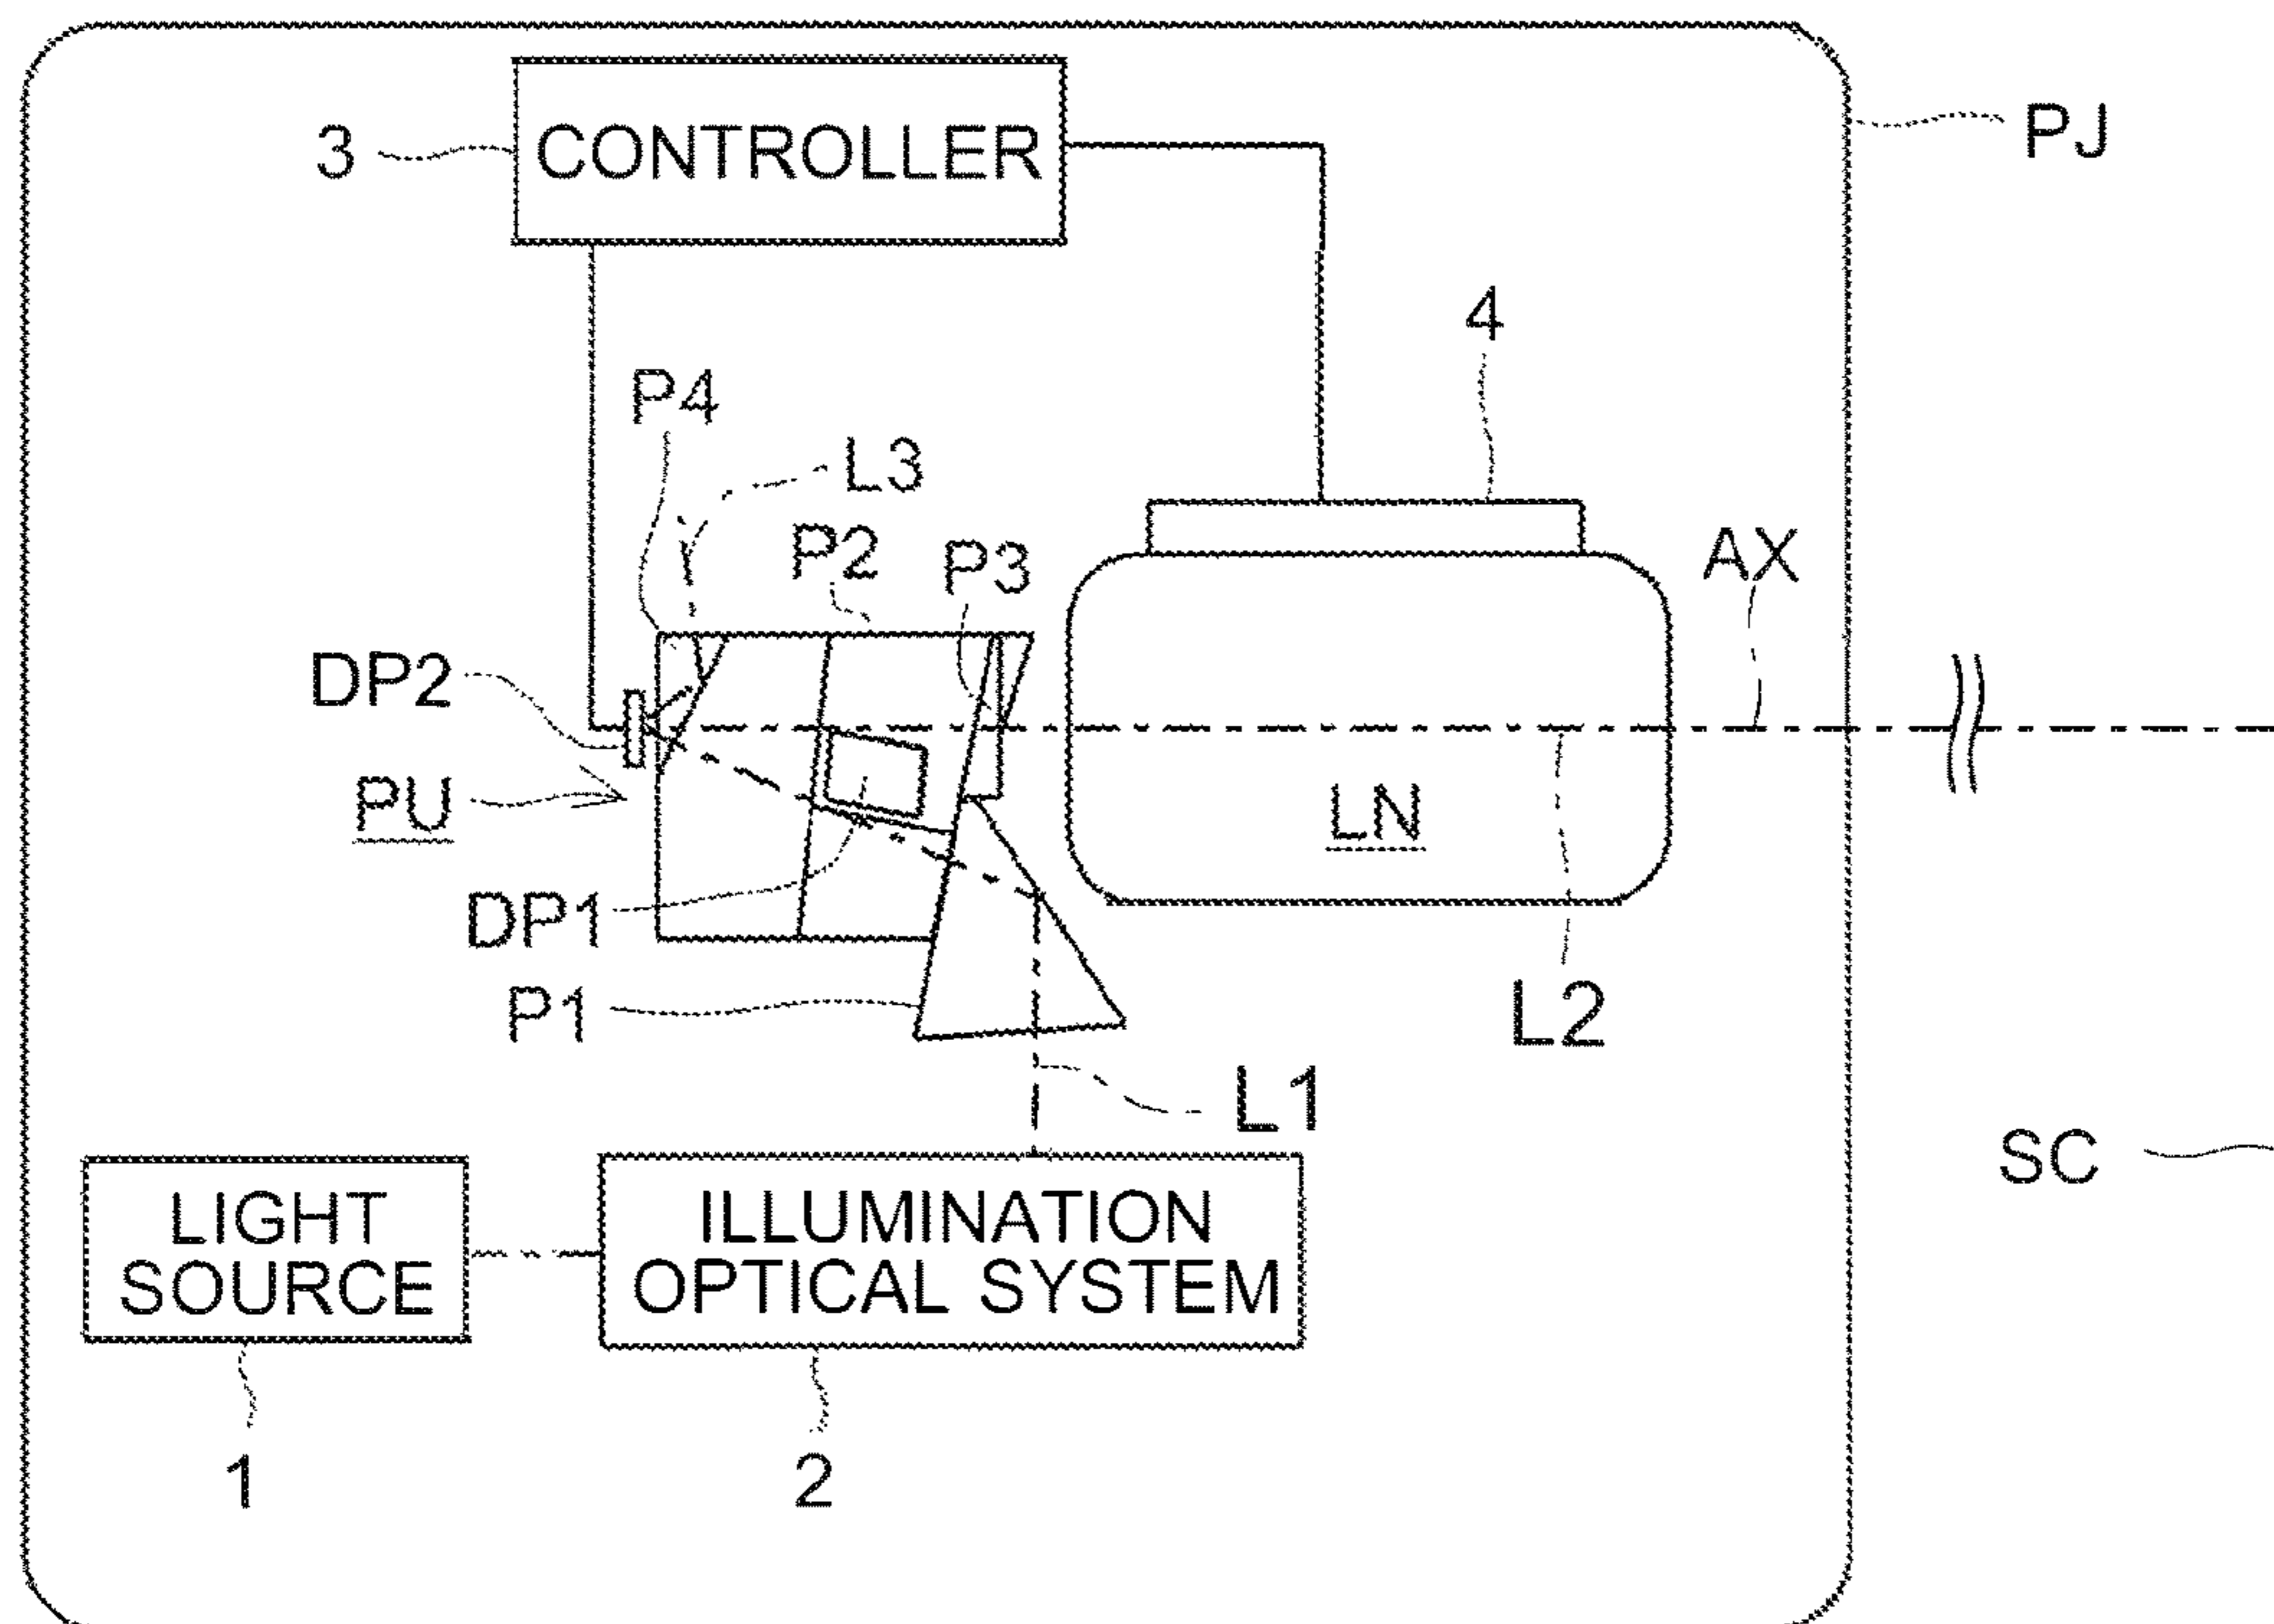 3
CONTROLLER
PJ
4
P4
L3
P2
P3
AX
DP2
PU
LN
DP1
P1
L2
L1
SC
LIGHT
SOURCE
ILLUMINATION
OPTICAL SYSTEM
1
2